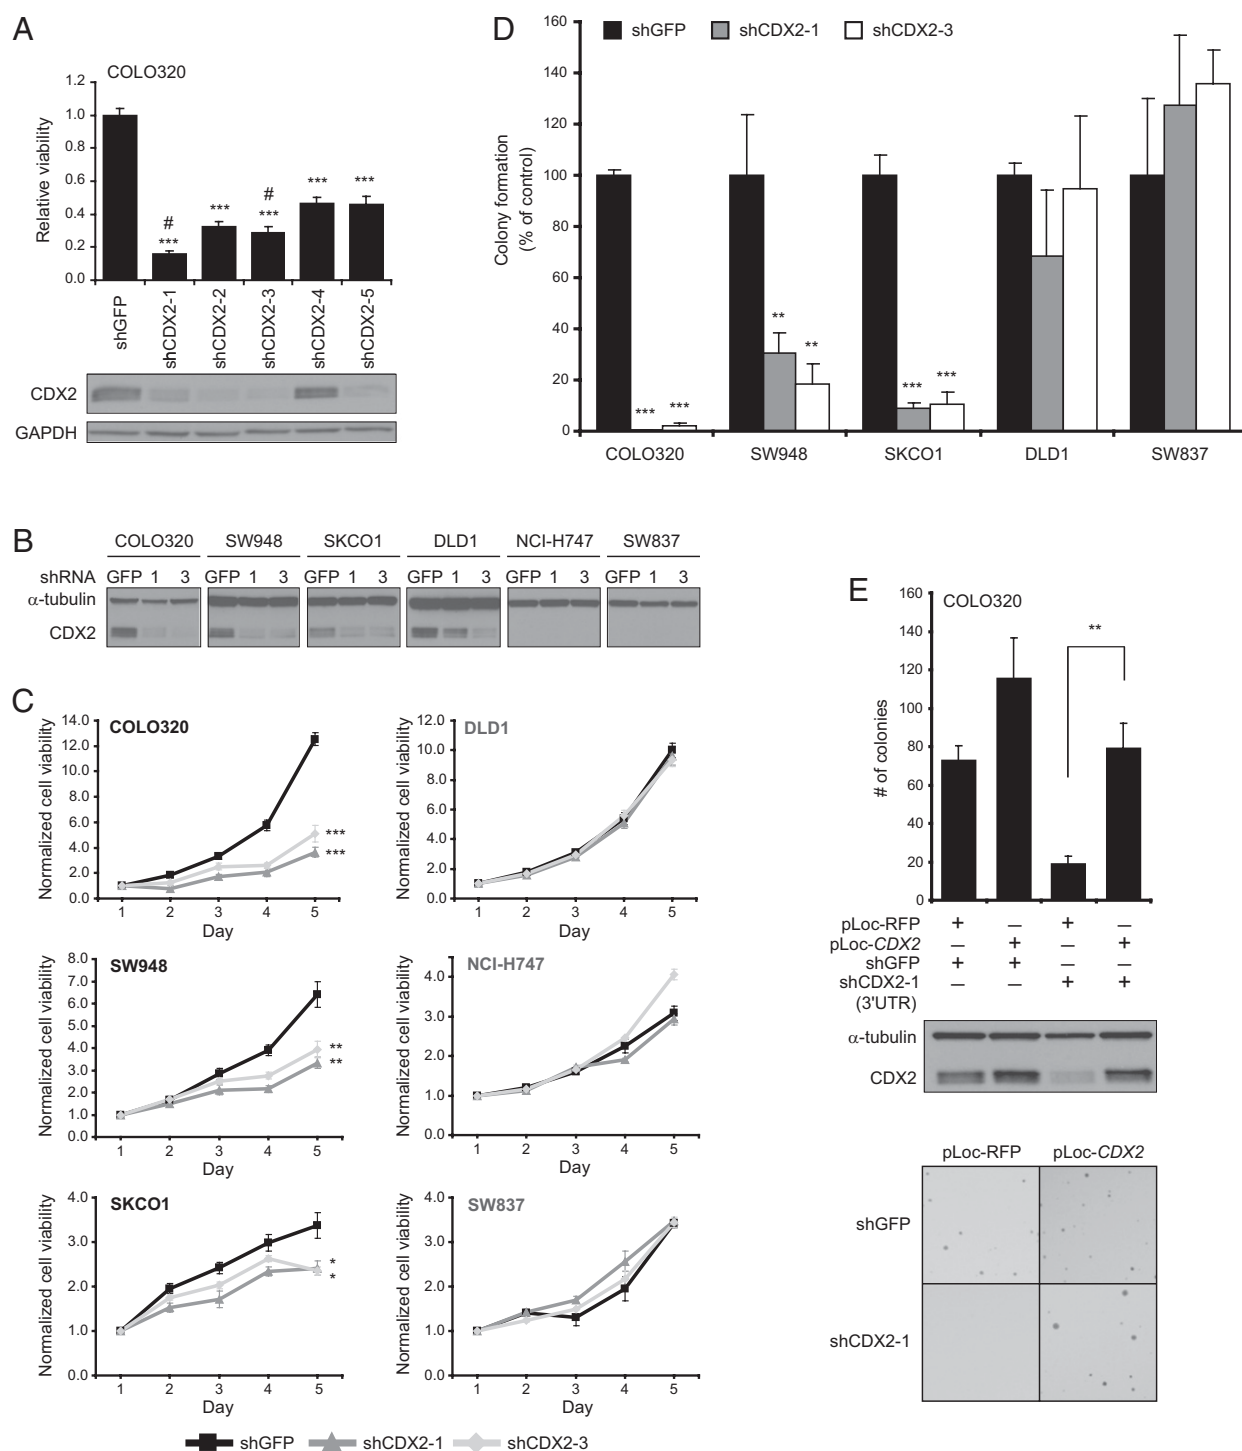 A
COLO320
Relative viability
1.2
1.0
0.8
0.6
0.4
0.2
0.0
#
***
***
#
***
***
***
shGFP
shCDX2-1
shCDX2-2
shCDX2-3
shCDX2-4
shCDX2-5
CDX2
GAPDH
D
shGFP shCDX2-1 shCDX2-3
Colony formation
(% of control)
160
140
120
100
80
60
40
20
0
*** ***
** **
*** ***
COLO320 SW948 SKCO1 DLD1 SW837
B
COLO320 SW948 SKCO1 DLD1 NCI-H747 SW837
shRNA GFP 1 3 GFP 1 3 GFP 1 3 GFP 1 3 GFP 1 3 GFP 1 3
α-tubulin
CDX2
C
COLO320
Normalized cell viability
14.0
12.0
10.0
8.0
6.0
4.0
2.0
0.0
***
***
1 2 3 4 5
Day
DLD1
Normalized cell viability
12.0
10.0
8.0
6.0
4.0
2.0
0.0
1 2 3 4 5
Day
SW948
Normalized cell viability
8.0
7.0
6.0
5.0
4.0
3.0
2.0
1.0
0.0
**
**
1 2 3 4 5
Day
NCI-H747
Normalized cell viability
4.0
3.0
2.0
1.0
0.0
1 2 3 4 5
Day
SKCO1
Normalized cell viability
4.0
3.0
2.0
1.0
0.0
*
*
1 2 3 4 5
Day
SW837
Normalized cell viability
4.0
3.0
2.0
1.0
0.0
1 2 3 4 5
Day
shGFP shCDX2-1 shCDX2-3
E
COLO320
# of colonies
160
140
120
100
80
60
40
20
0
**
pLoc-RFP + – + –
pLoc-CDX2 – + – +
shGFP + + – –
shCDX2-1 – – + +
(3'UTR)
α-tubulin
CDX2
pLoc-RFP pLoc-CDX2
shGFP
shCDX2-1